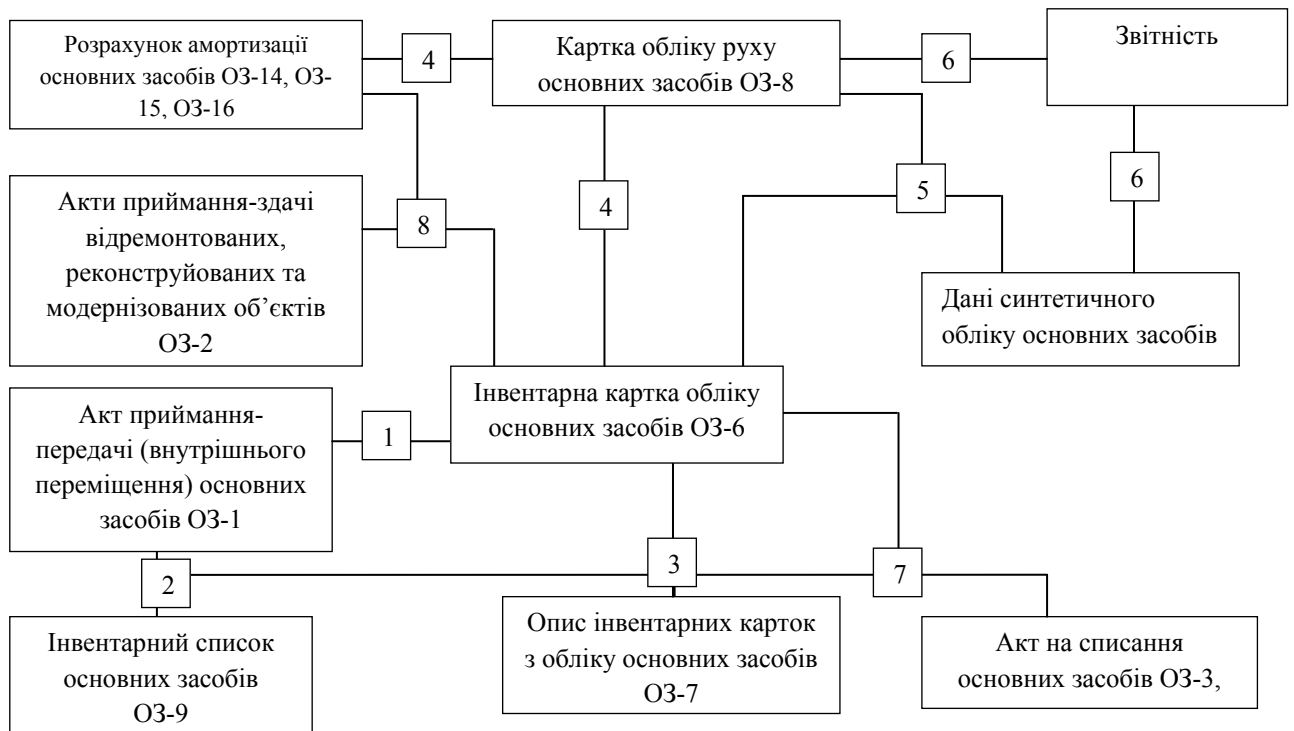 Розрахунок амортизації
основних засобів ОЗ-14, ОЗ-
15, ОЗ-16
4
Картка обліку руху
основних засобів ОЗ-8
6
Звітність
Акти приймання-здачі
відремонтованих,
реконструйованих та
модернізованих об’єктів
ОЗ-2
8
4
5
6
Дані синтетичного
обліку основних засобів
Акт приймання-
передачі (внутрішнього
переміщення) основних
засобів ОЗ-1
1
Інвентарна картка обліку
основних засобів ОЗ-6
2
3
7
Інвентарний список
основних засобів
ОЗ-9
Опис інвентарних карток
з обліку основних засобів
ОЗ-7
Акт на списання
основних засобів ОЗ-3,